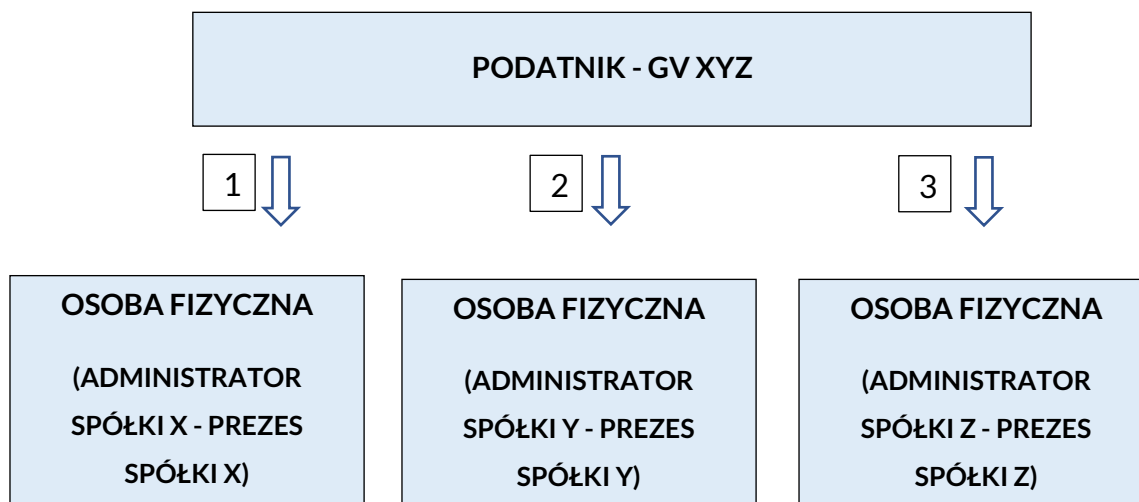 PODATNIK - GV XYZ
1
2
3
OSOBA FIZYCZNA
(ADMINISTRATOR
SPÓŁKI X - PREZES
SPÓŁKI X)
OSOBA FIZYCZNA
(ADMINISTRATOR
SPÓŁKI Y - PREZES
SPÓŁKI Y)
OSOBA FIZYCZNA
(ADMINISTRATOR
SPÓŁKI Z - PREZES
SPÓŁKI Z)